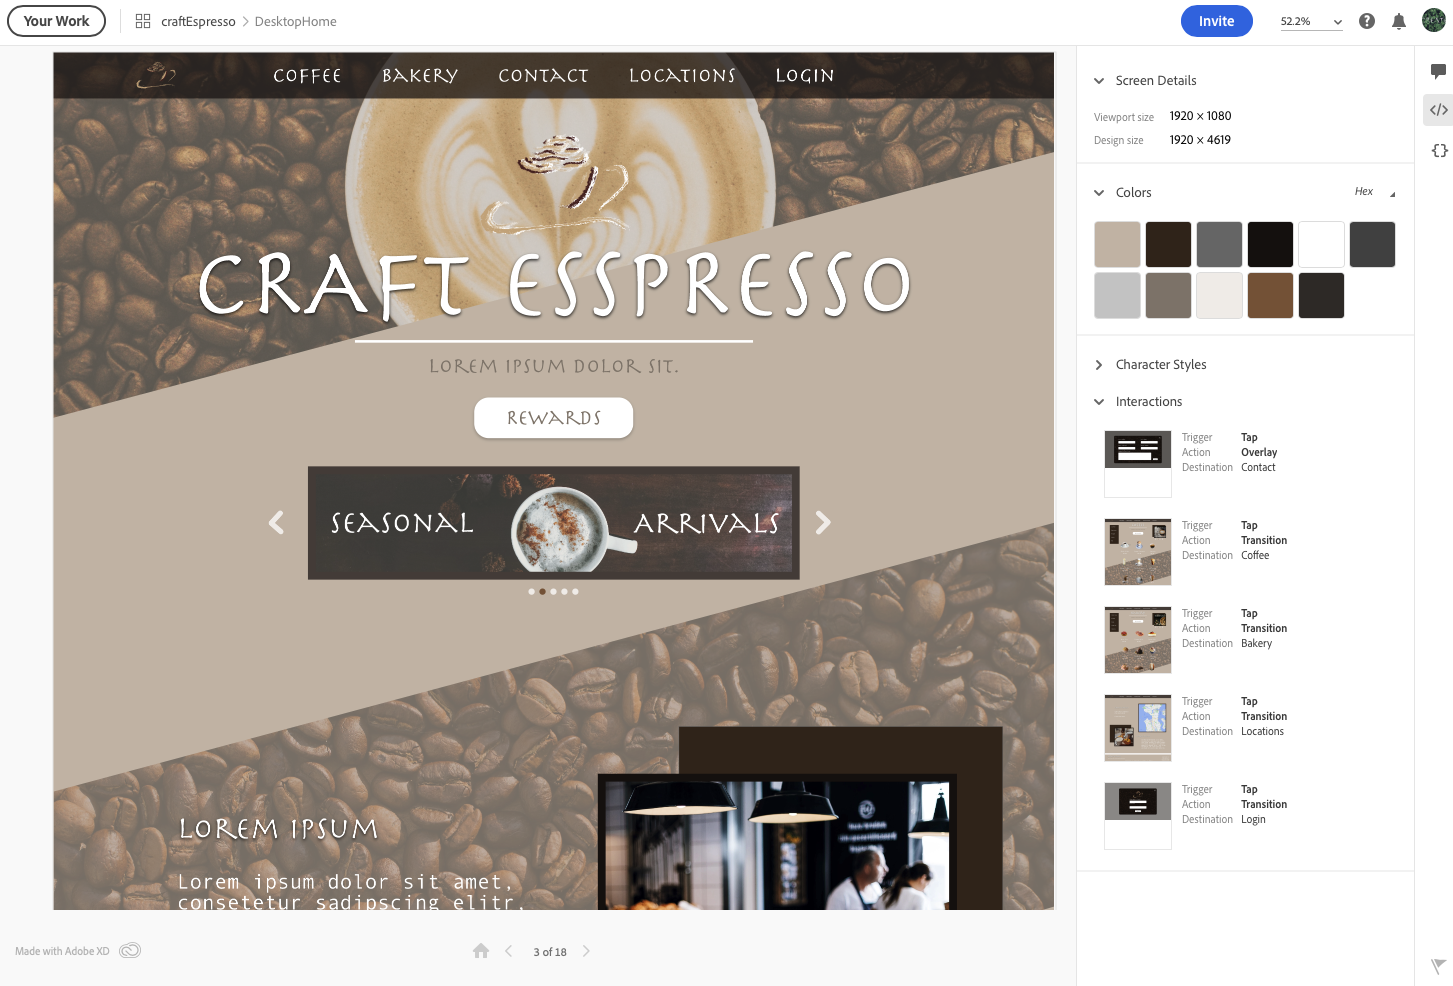 Your Work
craftEspresso
DesktopHome
Invite
52.2%
COFFEE
BAKERY
CONTACT
LOCATIONS
LOGIN
CRAFT ESSPRESSO
LOREM IPSUM DOLOR SIT.
REWARDS
SEASONAL
ARRIVALS
LOREM IPSUM
Lorem ipsum dolor sit amet,
consetetur sadipscing elitr,
Made with Adobe XD
3 of 18
Screen Details
Viewport size 1920 × 1080
Design size 1920 × 4619
Colors
Hex
Character Styles
Interactions
Trigger Tap
Action Overlay
Destination Contact
Trigger Tap
Action Transition
Destination Coffee
Trigger Tap
Action Transition
Destination Bakery
Trigger Tap
Action Transition
Destination Locations
Trigger Tap
Action Transition
Destination Login